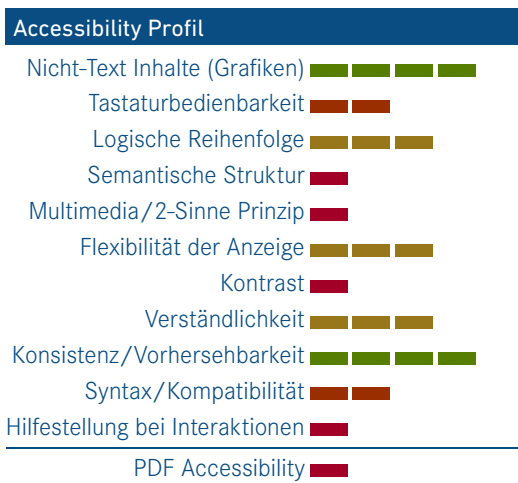 Accessibility Profil
Nicht-Text Inhalte (Grafiken)
Tastaturbedienbarkeit
Logische Reihenfolge
Semantische Struktur
Multimedia/2-Sinne Prinzip
Flexibilität der Anzeige
Kontrast
Verständlichkeit
Konsistenz/Vorhersehbarkeit
Syntax/Kompatibilität
Hilfestellung bei Interaktionen
PDF Accessibility